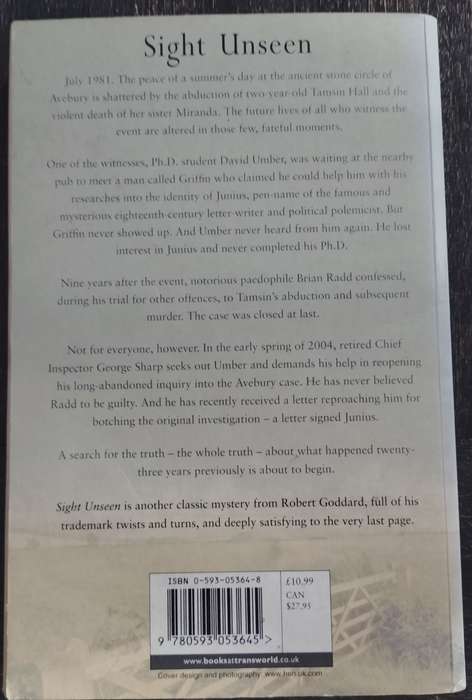 Sight Unseen
July 1981. The peace of a summer's day at the ancient stone circle of
Avebury is shattered by the abduction of two-year-old Tamsin Hall and the
violent death of her sister Miranda. The future lives of all who witness the
event are altered in those few, fateful moments.
One of the witnesses, Ph.D. student David Umber, was waiting at the nearby
pub to meet a man called Griffin who claimed he could help him with his
researches into the identity of Junius, pen-name of the famous and
mysterious eighteenth-century letter-writer and political polemicist. But
Griffin never showed up. And Umber never heard from him again. He lost
interest in Junius and never completed his Ph.D.
Nine years after the event, notorious paedophile Brian Radd confessed,
during his trial for other offences, to Tamsin's abduction and subsequent
murder. The case was closed at last.
Not for everyone, however. In the early spring of 2004, retired Chief
Inspector George Sharp seeks out Umber and demands his help in reopening
his long-abandoned inquiry into the Avebury case. He has never believed
Radd to be guilty. And he has recently received a letter reproaching him for
botching the original investigation – a letter signed Junius.
A search for the truth – the whole truth – about what happened twenty-
three years previously is about to begin.
Sight Unseen is another classic mystery from Robert Goddard, full of his
trademark twists and turns, and deeply satisfying to the very last page.
ISBN 0-593-05364-8
£10.99
CAN
$27.95
9 780593 053645 >
www.booksattransworld.co.uk
Cover design and photography www.hen.uk.com